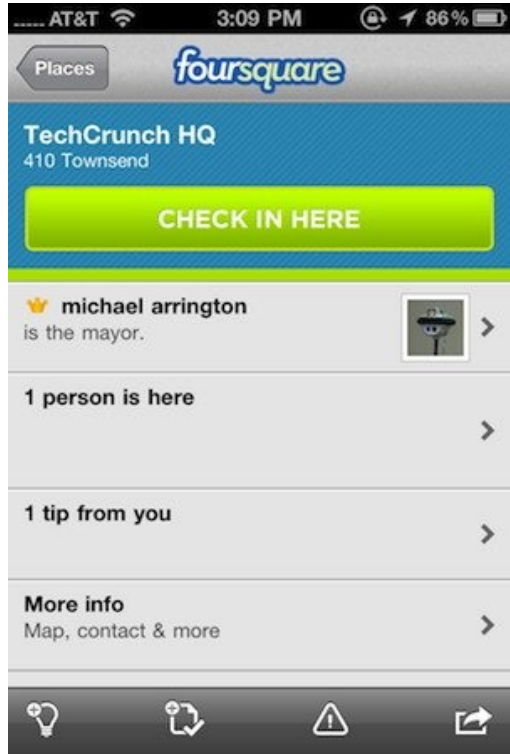 AT&T 3:09 PM 86%
Places foursquare
TechCrunch HQ
410 Townsend
CHECK IN HERE
michael arrington
is the mayor.
1 person is here
1 tip from you
More info
Map, contact & more